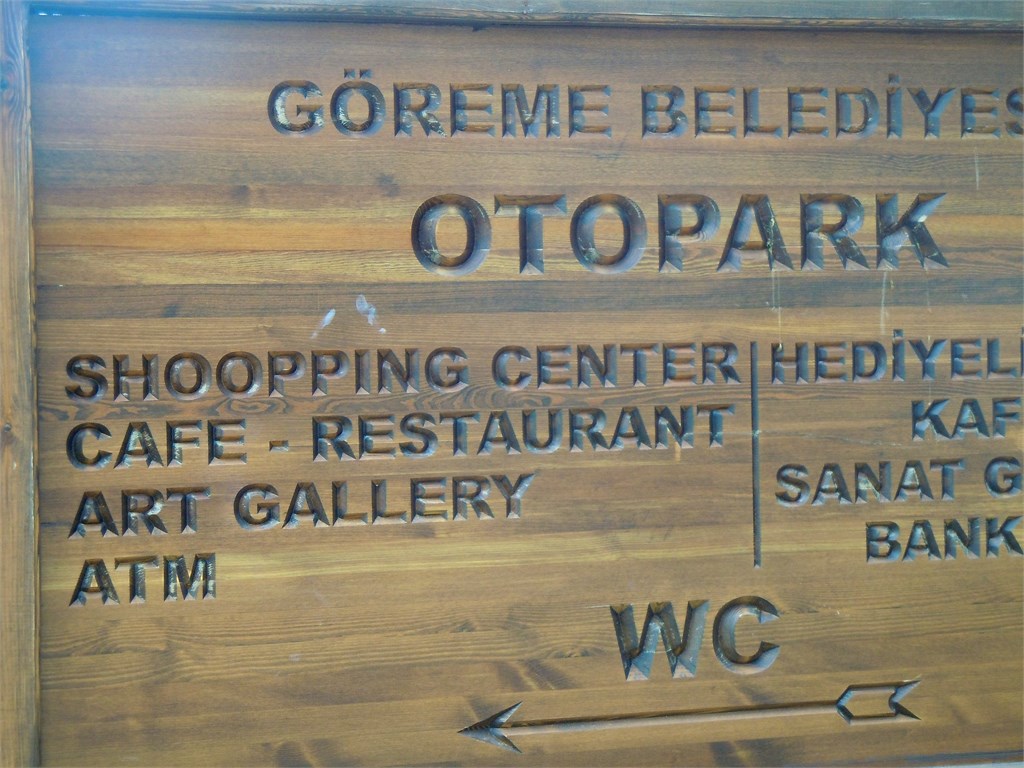 GÖREME BELEDİYES
OTOPARK
SHOOPPING CENTER
CAFE - RESTAURANT
ART GALLERY
ATM
HEDİYELİ
KAF
SANAT G
BANK
WC